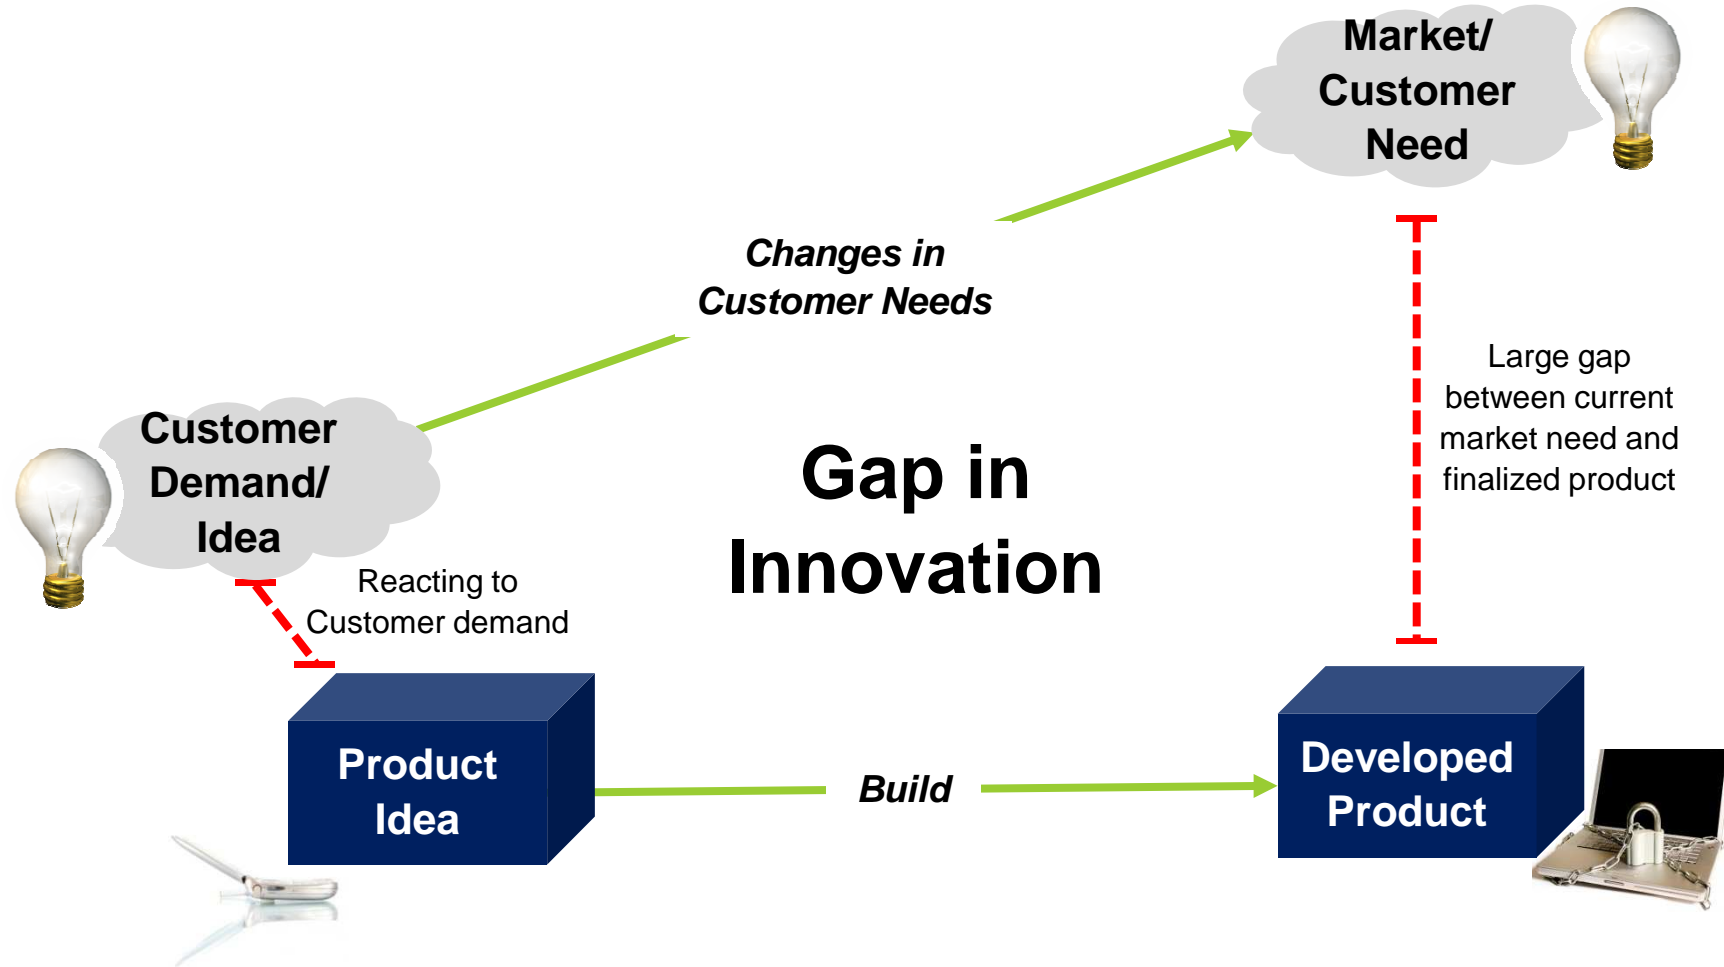 Market/
Customer
Need
Changes in
Customer Needs
Large gap
between current
market need and
finalized product
Customer
Demand/
Idea
Gap in
Innovation
Reacting to
Customer demand
Product
Idea
Build
Developed
Product